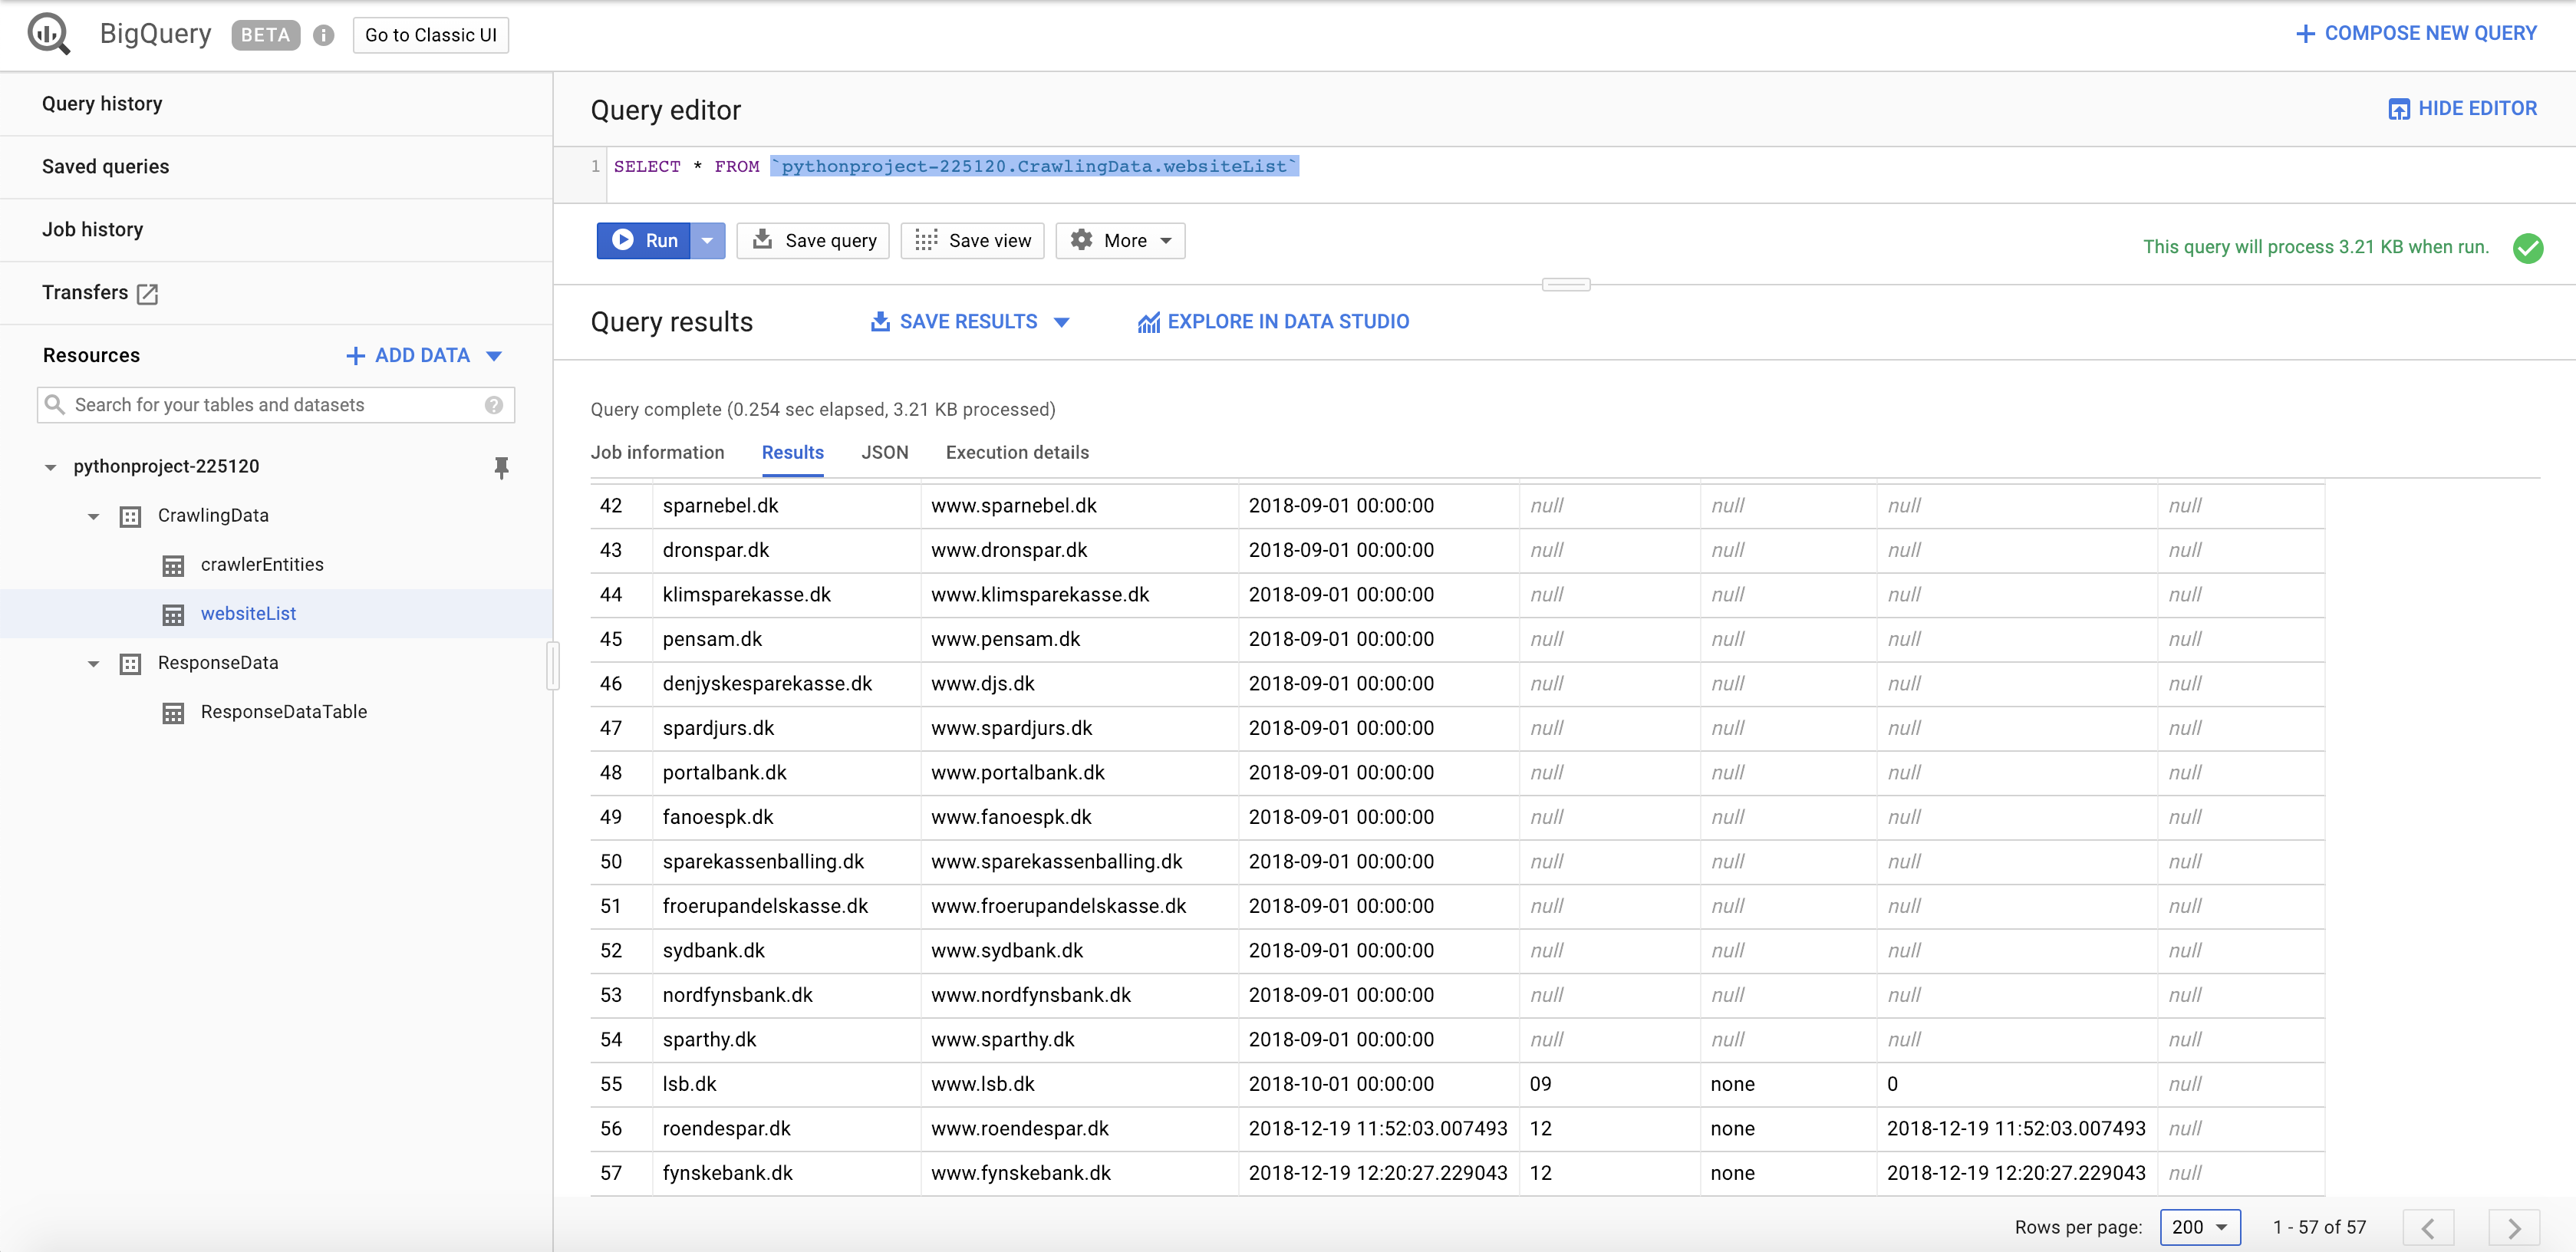 BigQuery BETA Go to Classic UI COMPOSE NEW QUERY
Query history
Saved queries
Job history
Transfers
Resources ADD DATA
Search for your tables and datasets
pythonproject-225120
CrawlingData
crawlerEntities
websiteList
ResponseData
ResponseDataTable
Query editor HIDE EDITOR
1 SELECT * FROM `pythonproject-225120.CrawlingData.websiteList`
Run Save query Save view More This query will process 3.21 KB when run.
Query results SAVE RESULTS EXPLORE IN DATA STUDIO
Query complete (0.254 sec elapsed, 3.21 KB processed)
Job information Results JSON Execution details
42 sparnebel.dk www.sparnebel.dk 2018-09-01 00:00:00 null null null null
43 dronspar.dk www.dronspar.dk 2018-09-01 00:00:00 null null null null
44 klimsparekasse.dk www.klimsparekasse.dk 2018-09-01 00:00:00 null null null null
45 pensam.dk www.pensam.dk 2018-09-01 00:00:00 null null null null
46 denjyskesparekasse.dk www.djs.dk 2018-09-01 00:00:00 null null null null
47 spardjurs.dk www.spardjurs.dk 2018-09-01 00:00:00 null null null null
48 portalbank.dk www.portalbank.dk 2018-09-01 00:00:00 null null null null
49 fanoespk.dk www.fanoespk.dk 2018-09-01 00:00:00 null null null null
50 sparekassenballing.dk www.sparekassenballing.dk 2018-09-01 00:00:00 null null null null
51 froerupandelskasse.dk www.froerupandelskasse.dk 2018-09-01 00:00:00 null null null null
52 sydbank.dk www.sydbank.dk 2018-09-01 00:00:00 null null null null
53 nordfynsbank.dk www.nordfynsbank.dk 2018-09-01 00:00:00 null null null null
54 sparthy.dk www.sparthy.dk 2018-09-01 00:00:00 null null null null
55 lsb.dk www.lsb.dk 2018-10-01 00:00:00 09 none 0 null
56 roendespar.dk www.roendespar.dk 2018-12-19 11:52:03.007493 12 none 2018-12-19 11:52:03.007493 null
57 fynskebank.dk www.fynskebank.dk 2018-12-19 12:20:27.229043 12 none 2018-12-19 12:20:27.229043 null
Rows per page: 200 1 - 57 of 57